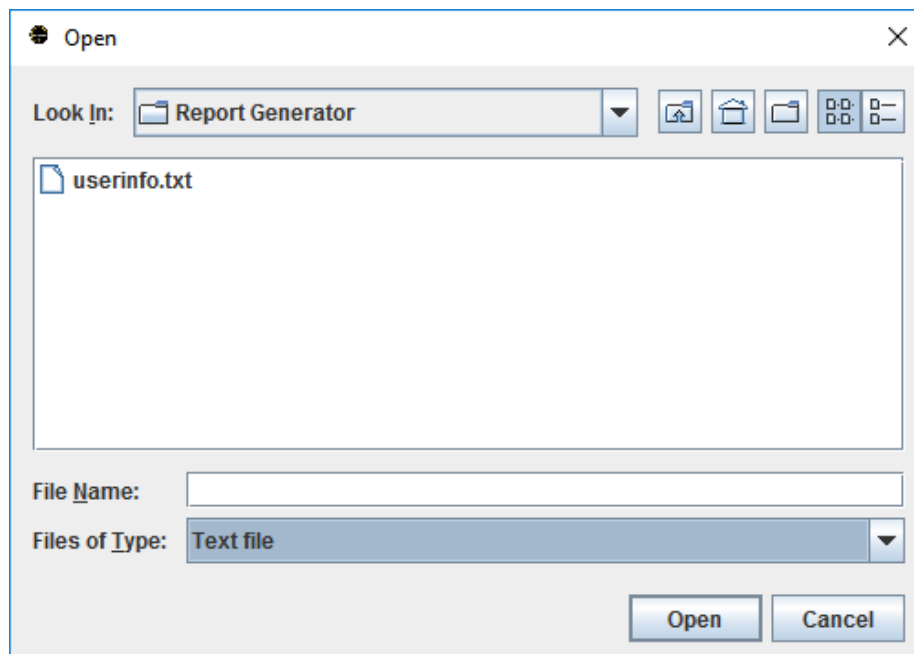 Open
Look In: Report Generator
userinfo.txt
File Name:
Files of Type: Text file
Open Cancel